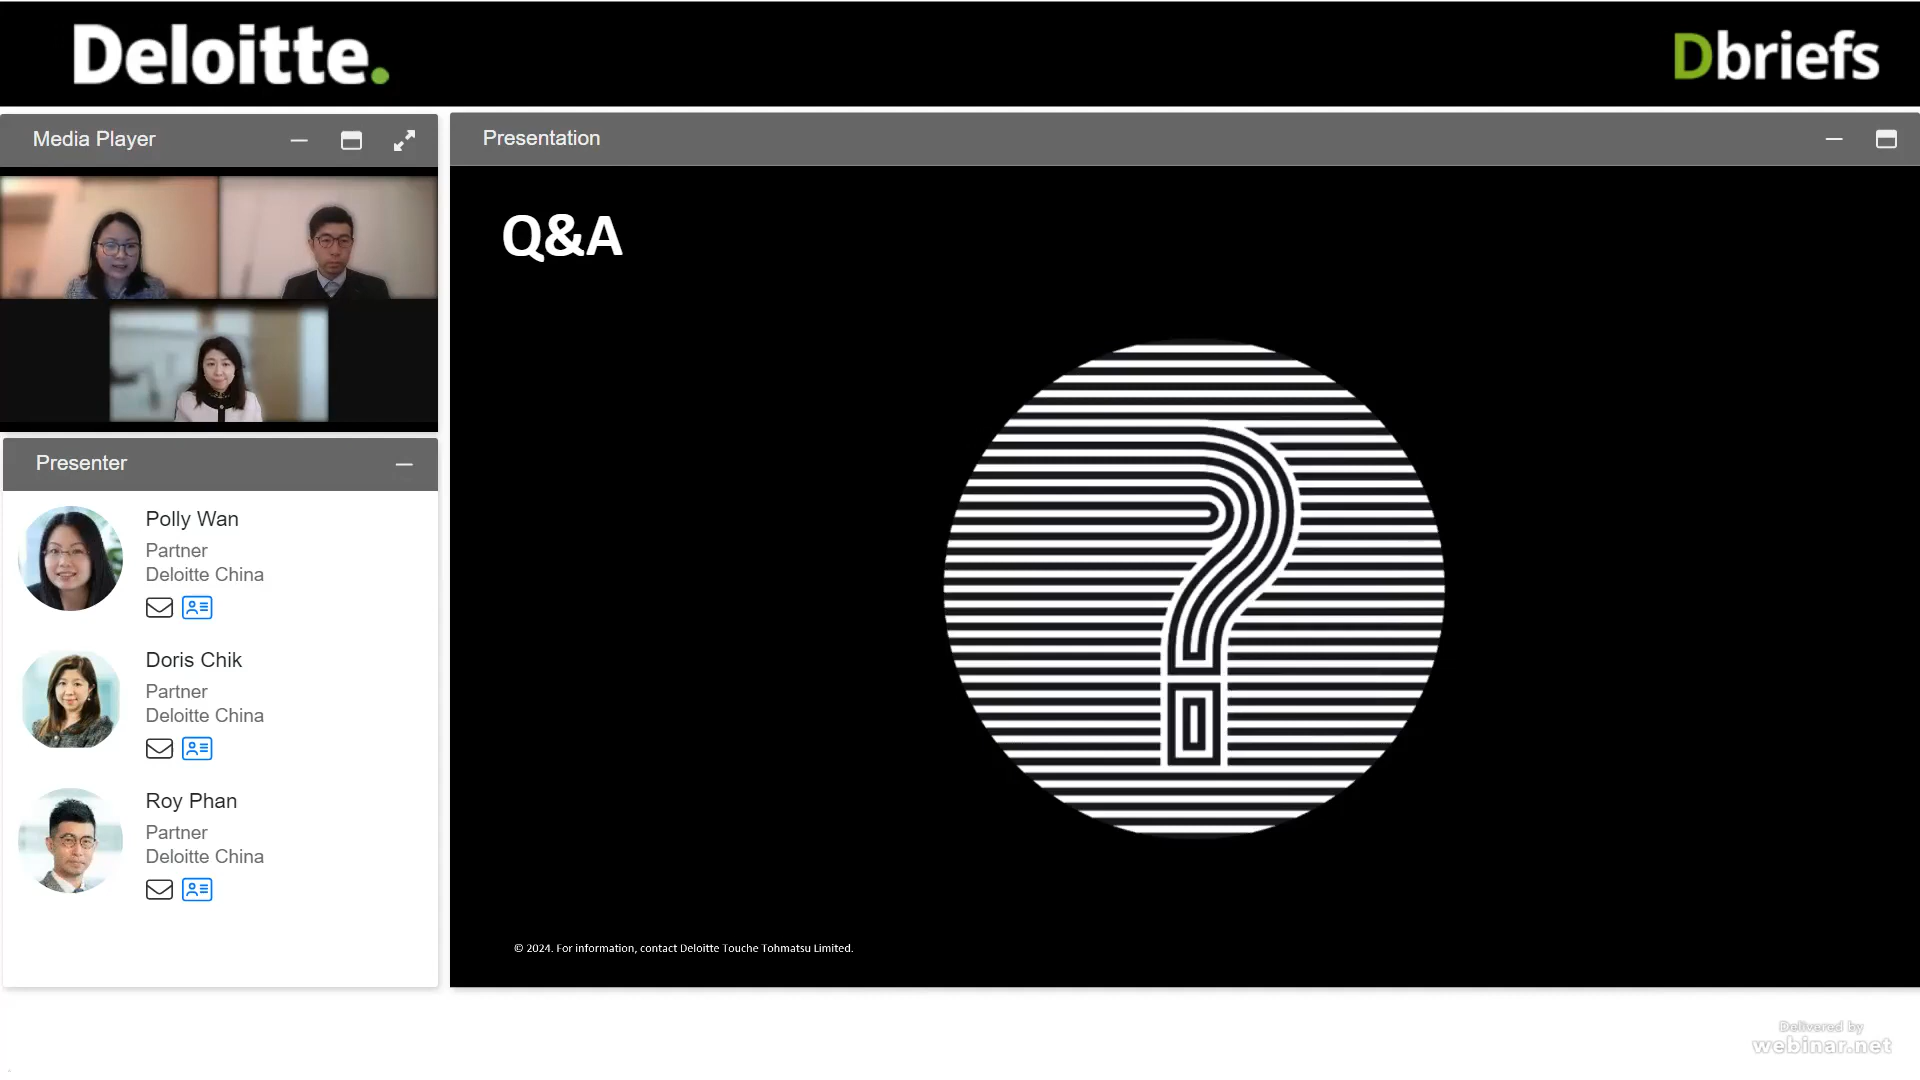 Deloitte.
Dbriefs
Media Player
Presentation
Q&A
Presenter
Polly Wan
Partner
Deloitte China
Doris Chik
Partner
Deloitte China
Roy Phan
Partner
Deloitte China
© 2024. For information, contact Deloitte Touche Tohmatsu Limited.
Delivered by
webinar.net